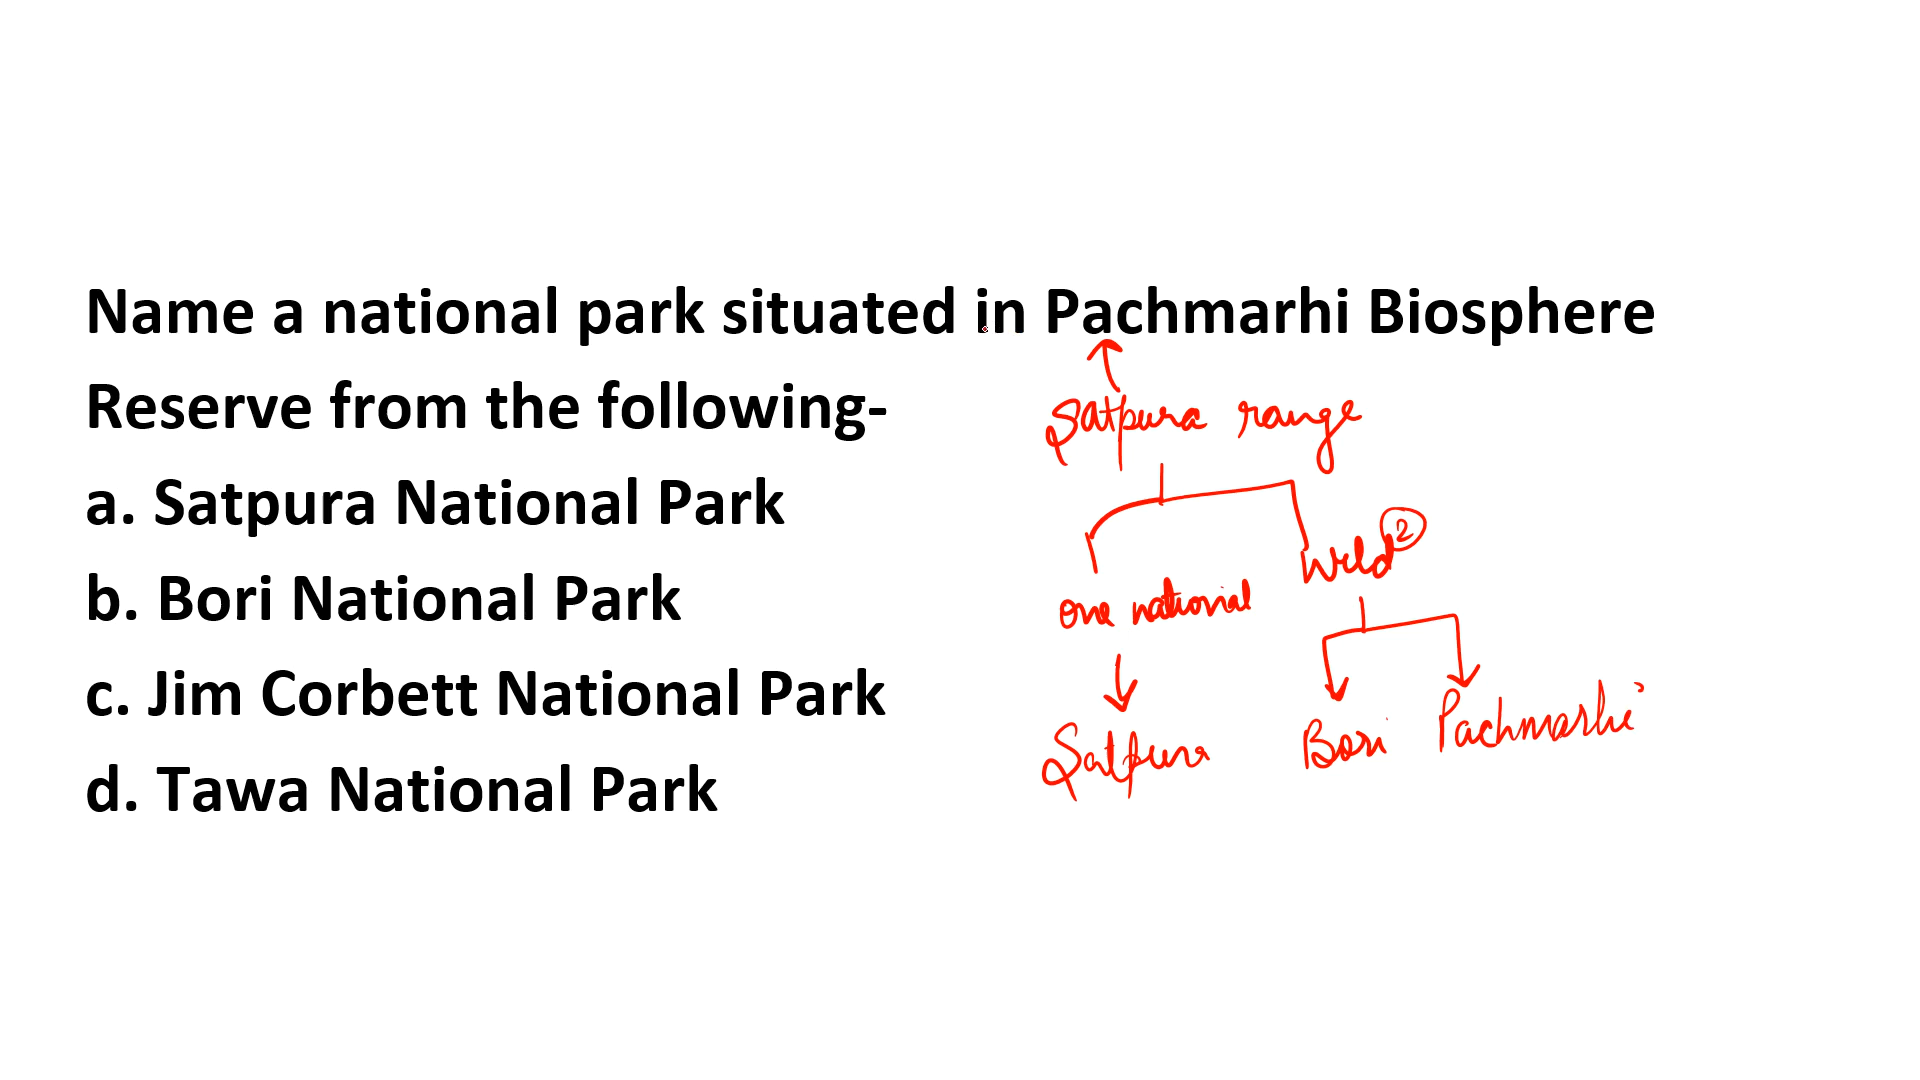 Name a national park situated in Pachmarhi Biosphere
Reserve from the following-
a. Satpura National Park
b. Bori National Park
c. Jim Corbett National Park
d. Tawa National Park
Satpura range
one national
Wild 2
Satpura
Bori
Pachmarhi